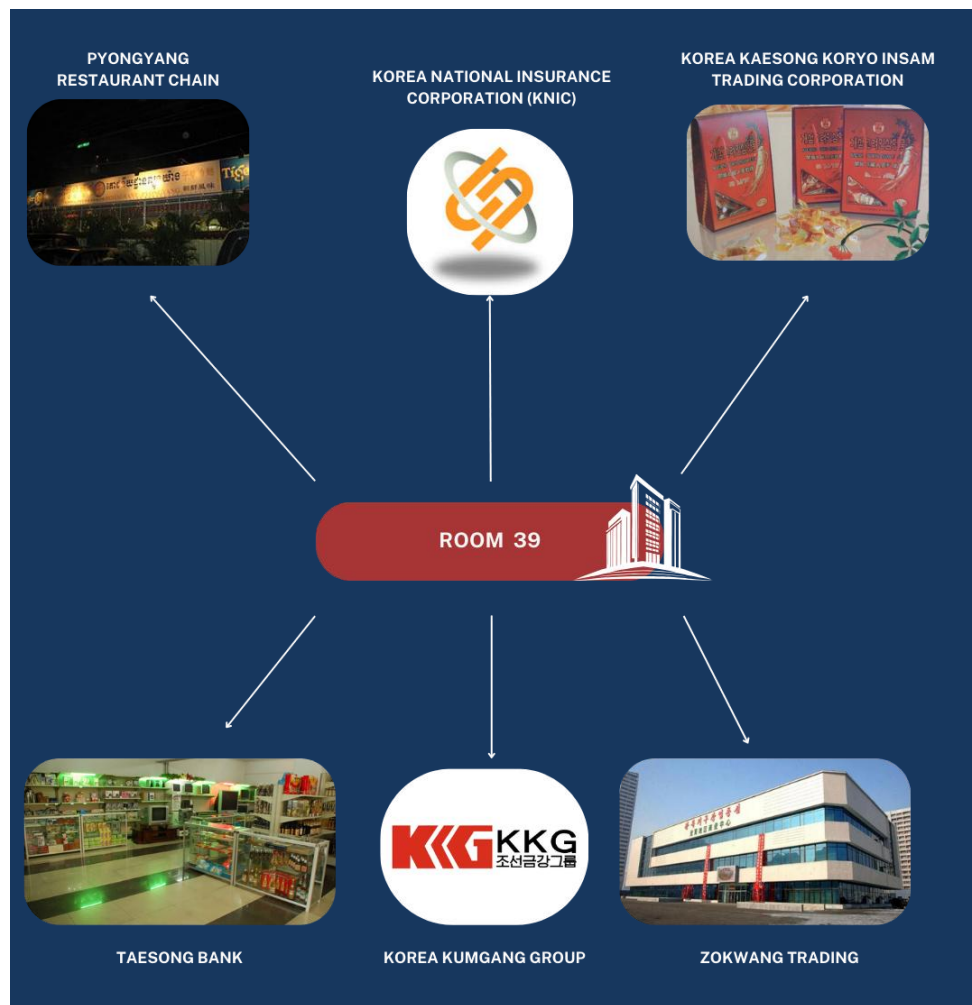 PYONGYANG
RESTAURANT CHAIN
KOREA NATIONAL INSURANCE
CORPORATION (KNIC)
KOREA KAESONG KORYO INSAM
TRADING CORPORATION
ROOM 39
KKG
조선금강그룹
TAESONG BANK
KOREA KUMGANG GROUP
ZOKWANG TRADING